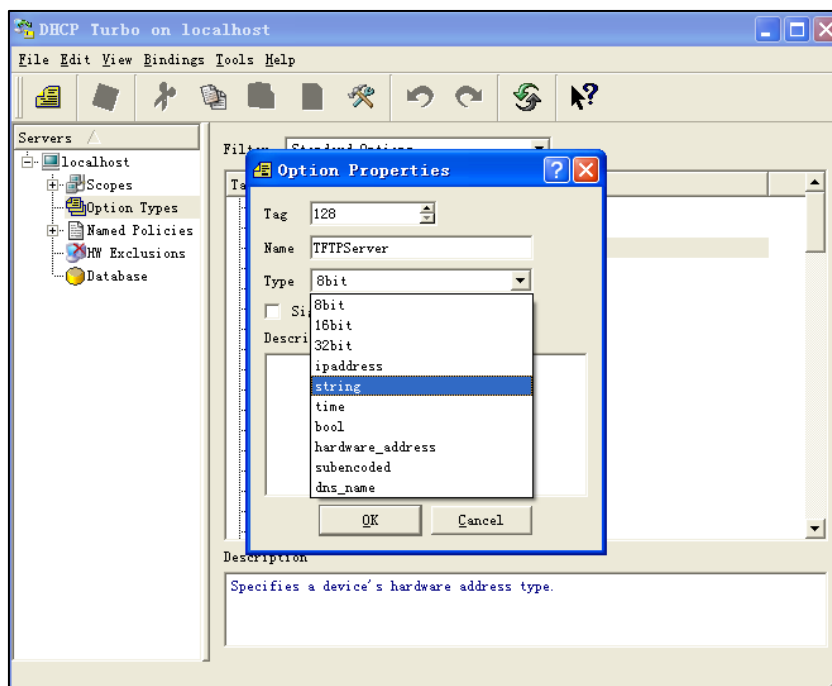 DHCP Turbo on localhost
File Edit View Bindings Tools Help
Servers
localhost
Scopes
Option Types
Named Policies
HW Exclusions
Database
Option Properties
Tag 128
Name TFTPServer
Type 8bit
8bit
16bit
32bit
ipaddress
string
time
bool
hardware_address
subencoded
dns_name
OK Cancel
Description
Specifies a device's hardware address type.